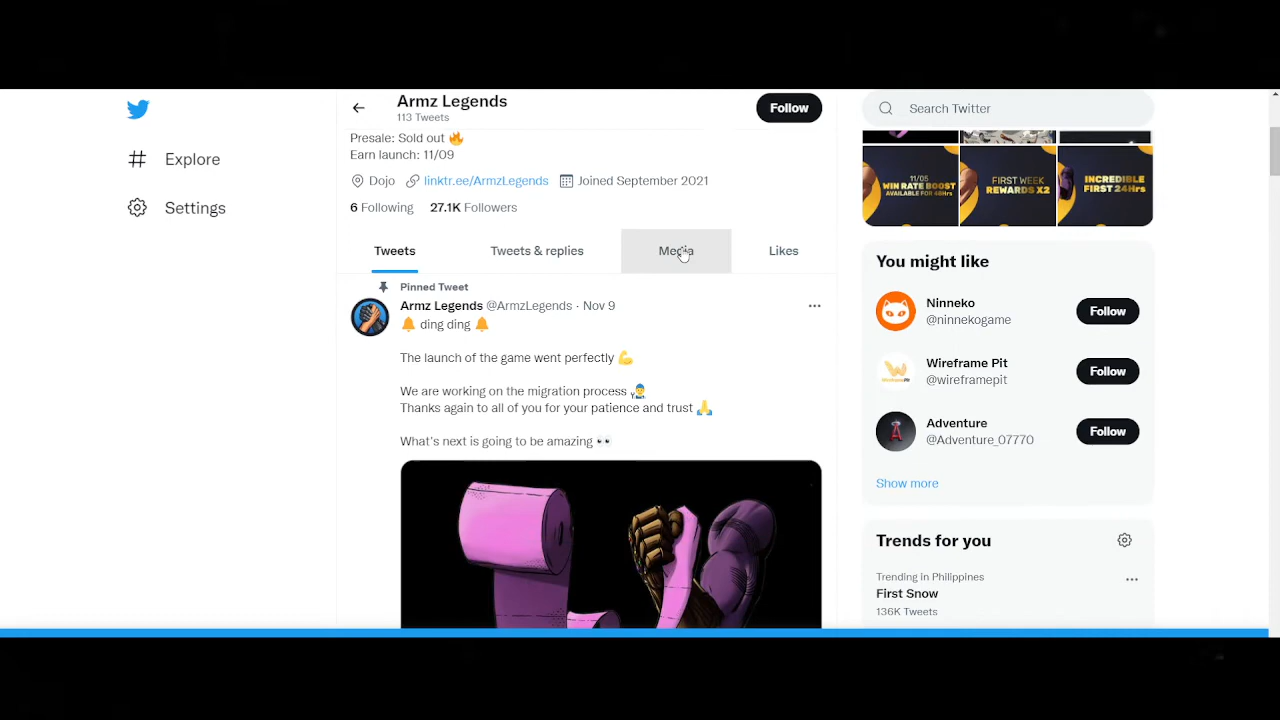 Explore
Settings
Armz Legends
113 Tweets
Follow
Presale: Sold out 🔥
Earn launch: 11/09
Dojo linktr.ee/ArmzLegends Joined September 2021
6 Following 27.1K Followers
Tweets Tweets & replies Media Likes
Pinned Tweet
Armz Legends @ArmzLegends · Nov 9
🔔 ding ding 🔔
The launch of the game went perfectly 💪
We are working on the migration process 👨‍🔧
Thanks again to all of you for your patience and trust 🙏
What's next is going to be amazing 👀
Search Twitter
11/05
WIN RATE BOOST
AVAILABLE FOR 48Hrs
FIRST WEEK
REWARDS X2
INCREDIBLE
FIRST 24Hrs
You might like
Ninneko
@ninnekogame
Follow
Wireframe Pit
@wireframepit
Follow
Adventure
@Adventure_07770
Follow
Show more
Trends for you
Trending in Philippines
First Snow
136K Tweets